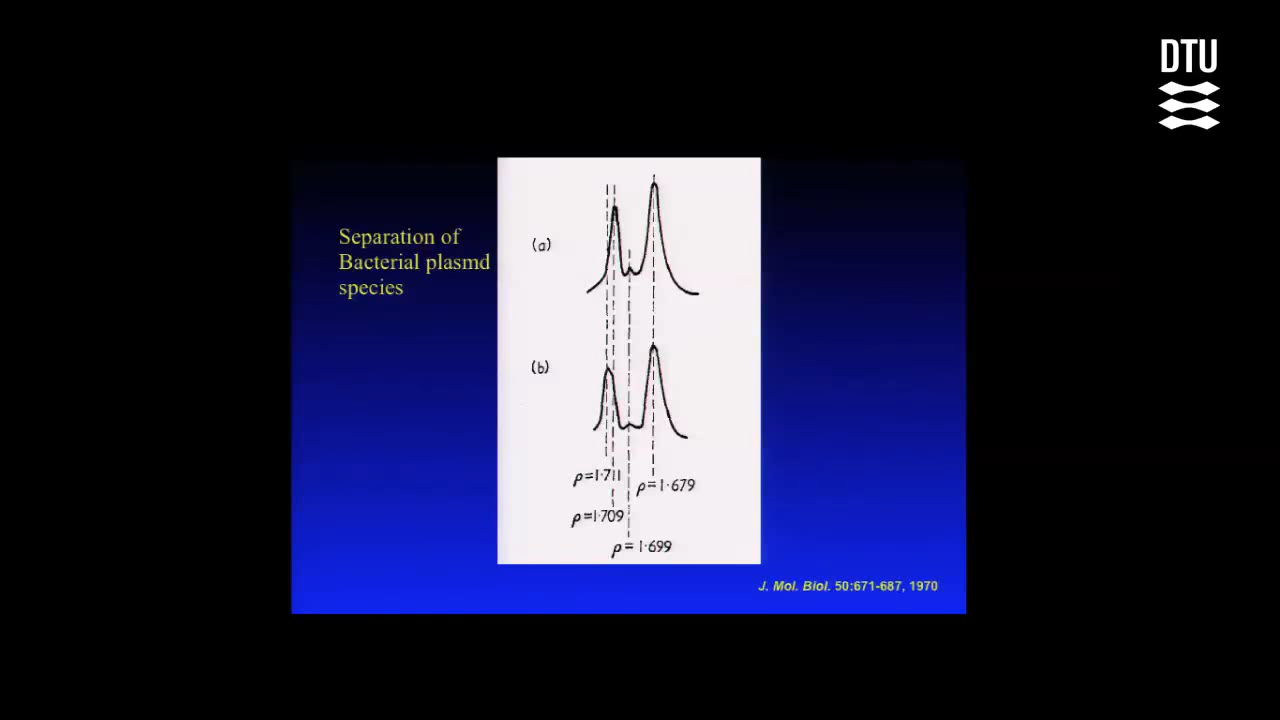 DTU
Separation of
Bacterial plasmd
species
(a)
(b)
ρ=1·711
ρ=1·679
ρ=1·709
ρ=1·699
J. Mol. Biol. 50:671-687, 1970